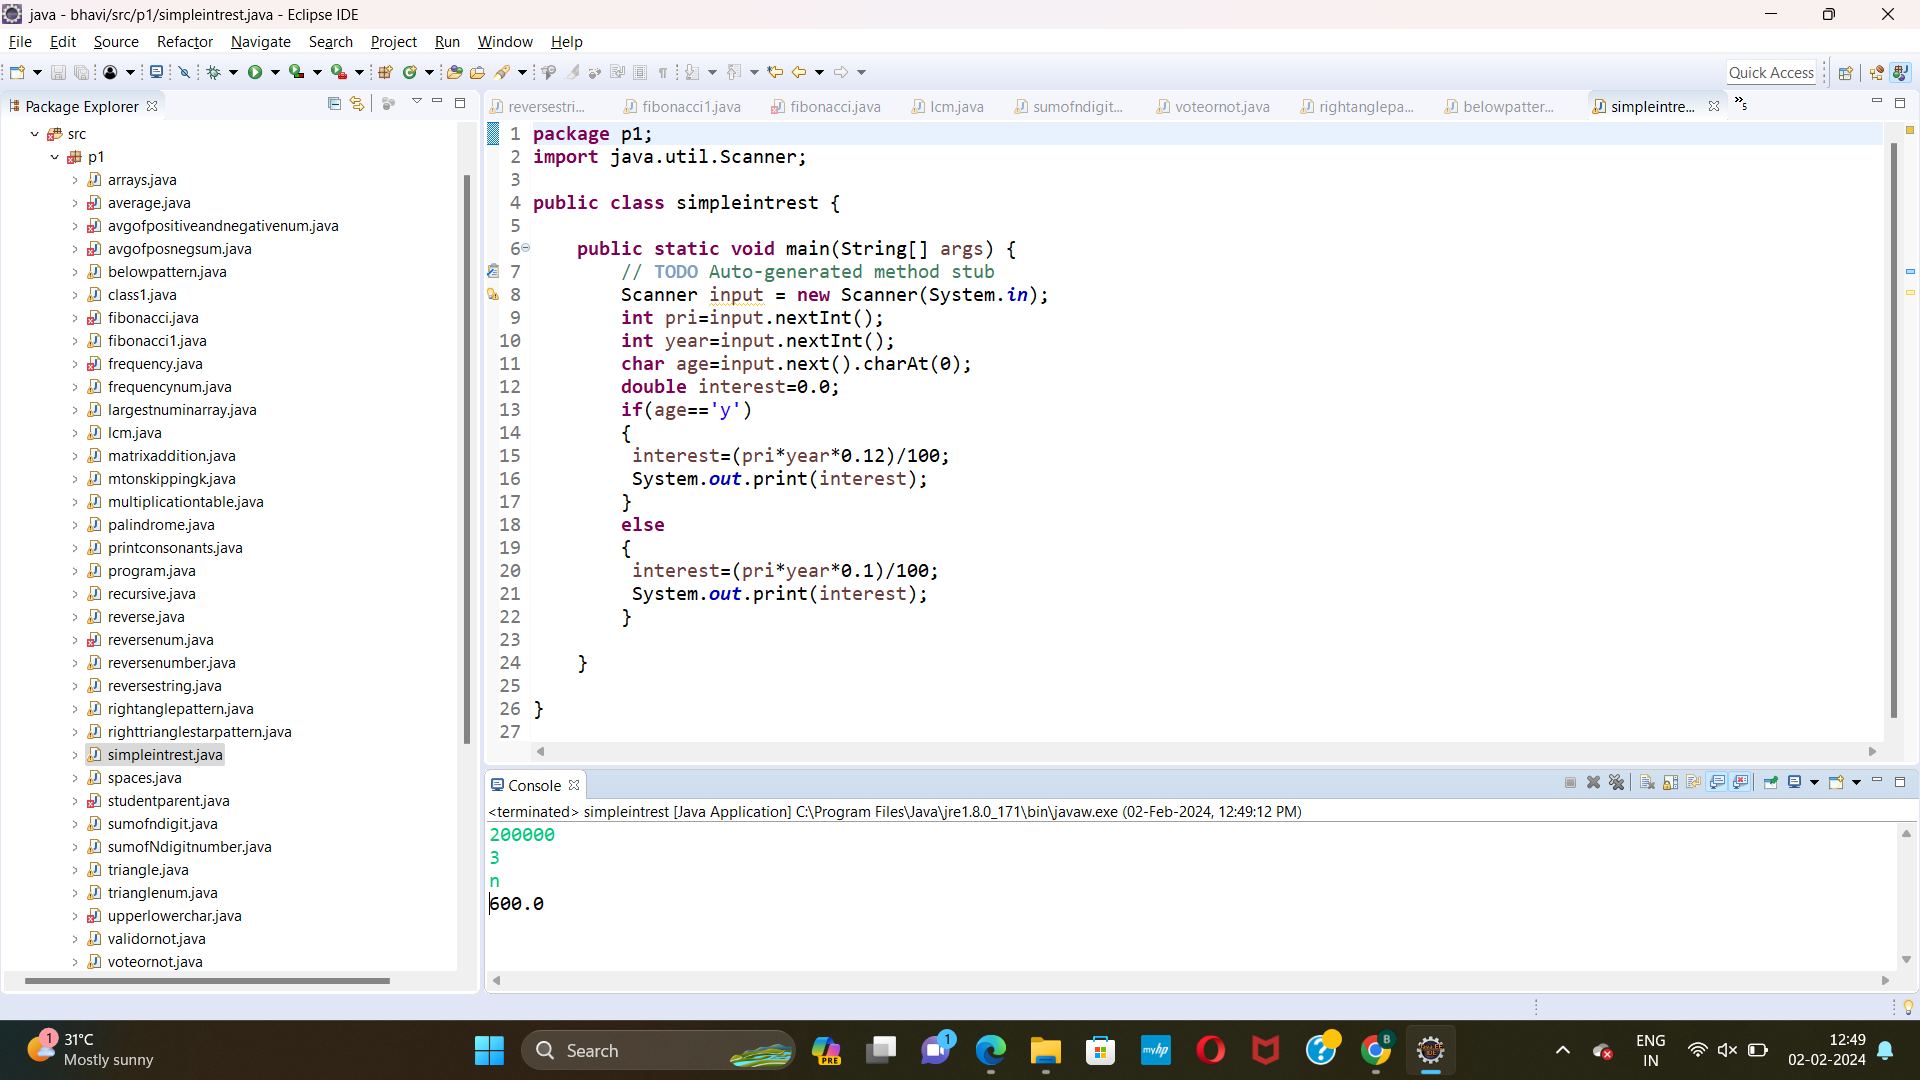 java - bhavi/src/p1/simpleintrest.java - Eclipse IDE
File Edit Source Refactor Navigate Search Project Run Window Help
Quick Access
Package Explorer
reversestri... fibonacci1.java fibonacci.java lcm.java sumofndigit... voteornot.java rightanglepa... belowpatter... simpleintre... »5
src
p1
arrays.java
average.java
avgofpositiveandnegativenum.java
avgofposnegsum.java
belowpattern.java
class1.java
fibonacci.java
fibonacci1.java
frequency.java
frequencynum.java
largestnuminarray.java
lcm.java
matrixaddition.java
mtonskippingk.java
multiplicationtable.java
palindrome.java
printconsonants.java
program.java
recursive.java
reverse.java
reversenum.java
reversenumber.java
reversestring.java
rightanglepattern.java
righttrianglestarpattern.java
simpleintrest.java
spaces.java
studentparent.java
sumofndigit.java
sumofNdigitnumber.java
triangle.java
trianglenum.java
upperlowerchar.java
validornot.java
voteornot.java
1 package p1;
2 import java.util.Scanner;
3
4 public class simpleintrest {
5
6 public static void main(String[] args) {
7 // TODO Auto-generated method stub
8 Scanner input = new Scanner(System.in);
9 int pri=input.nextInt();
10 int year=input.nextInt();
11 char age=input.next().charAt(0);
12 double interest=0.0;
13 if(age=='y')
14 {
15 interest=(pri*year*0.12)/100;
16 System.out.print(interest);
17 }
18 else
19 {
20 interest=(pri*year*0.1)/100;
21 System.out.print(interest);
22 }
23
24 }
25
26 }
27
Console
<terminated> simpleintrest [Java Application] C:\Program Files\Java\jre1.8.0_171\bin\javaw.exe (02-Feb-2024, 12:49:12 PM)
200000
3
n
600.0
1
31°C
Mostly sunny
Search
PRE
1
myhp
B
ENG
IN
12:49
02-02-2024